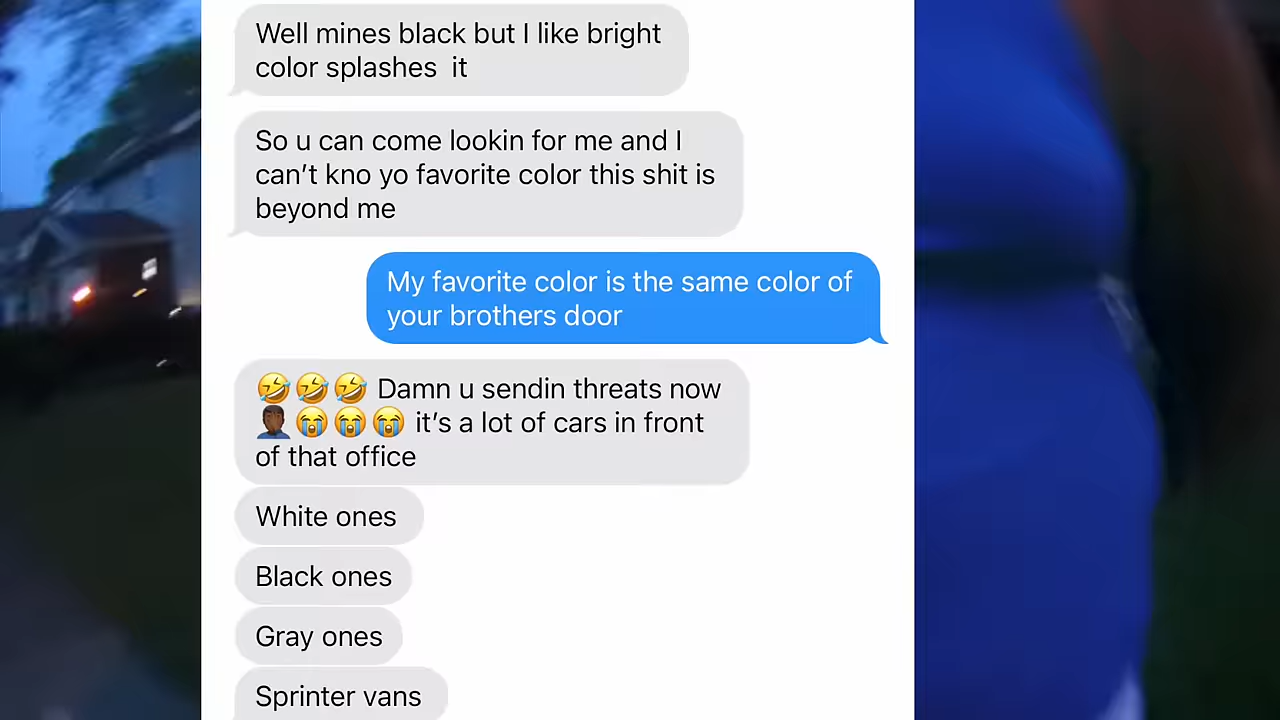 Well mines black but I like bright
color splashes  it
So u can come lookin for me and I
can’t kno yo favorite color this shit is
beyond me
My favorite color is the same color of
your brothers door
🤣🤣🤣 Damn u sendin threats now
🤦🏾‍♂️😭😭😭 it’s a lot of cars in front
of that office
White ones
Black ones
Gray ones
Sprinter vans